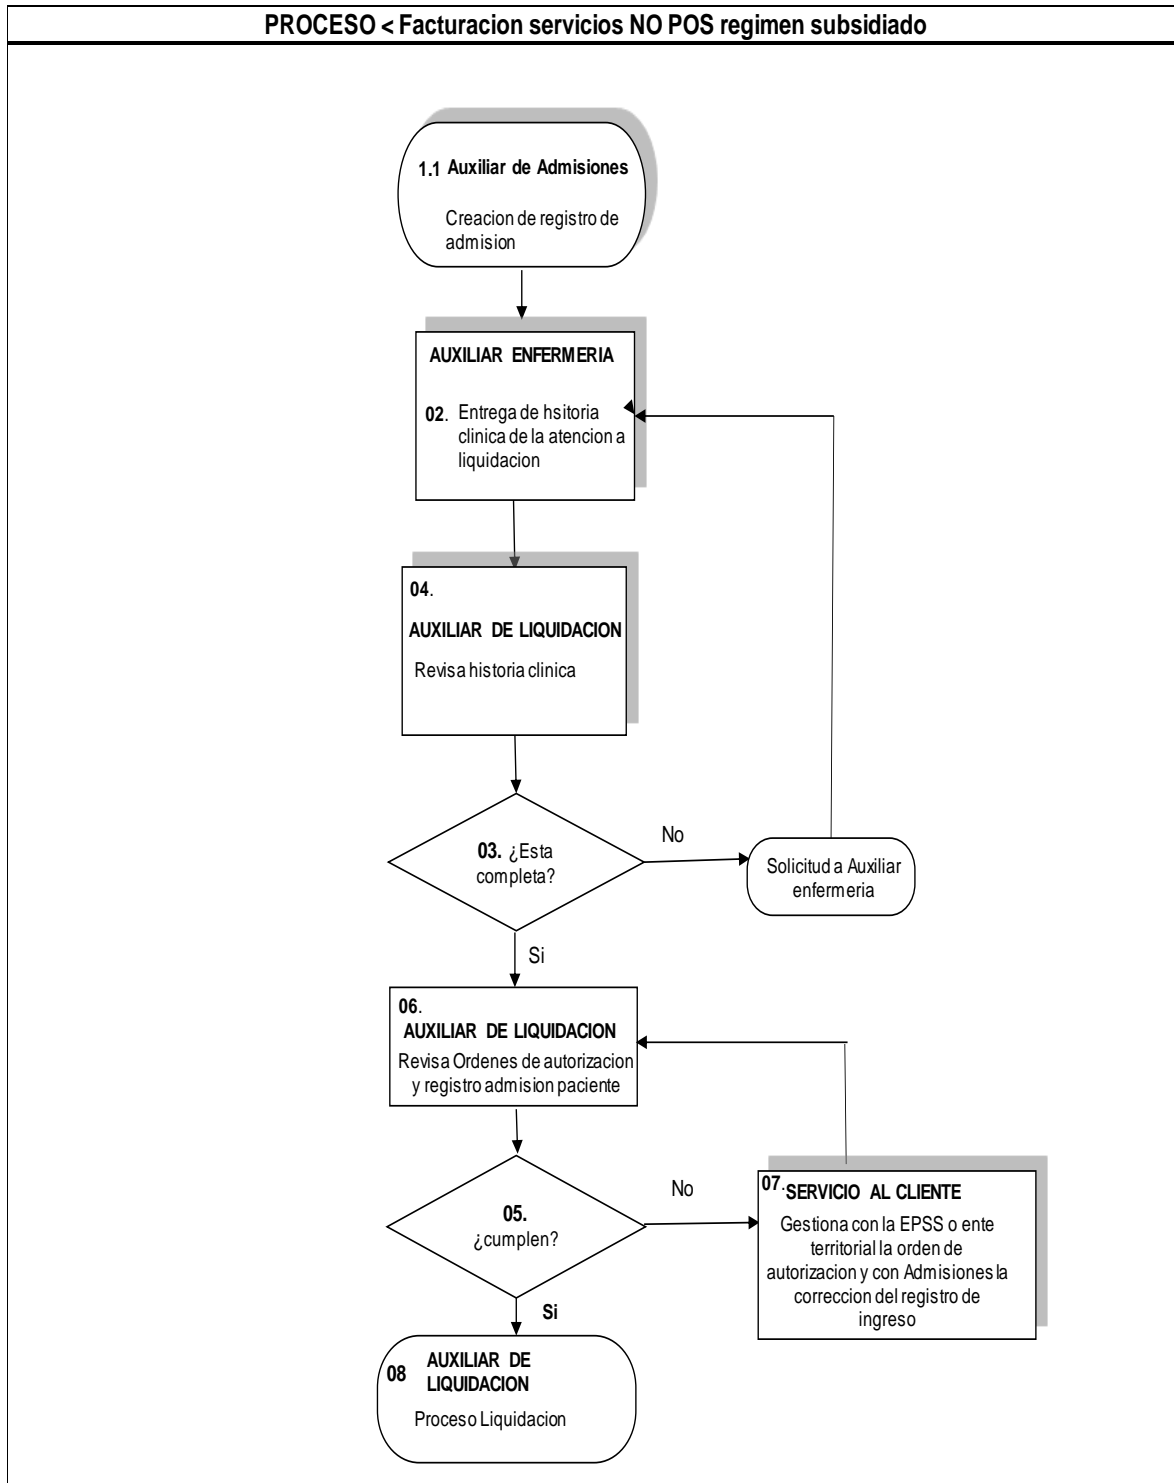 PROCESO < Facturacion servicios NO POS regimen subsidiado
1.1 Auxiliar de Admisiones
Creacion de registro de
admision
AUXILIAR ENFERMERIA
02. Entrega de hsitoria
clinica de la atencion a
liquidacion
04.
AUXILIAR DE LIQUIDACION
Revisa historia clinica
03. ¿Esta
completa?
No
Solicitud a Auxiliar
enfermeria
Si
06.
AUXILIAR DE LIQUIDACION
Revisa Ordenes de autorizacion
y registro admision paciente
05.
¿cumplen?
No
07. SERVICIO AL CLIENTE
Gestiona con la EPSS o ente
territorial la orden de
autorizacion y con Admisiones la
correccion del registro de
ingreso
Si
08 AUXILIAR DE
LIQUIDACION
Proceso Liquidacion